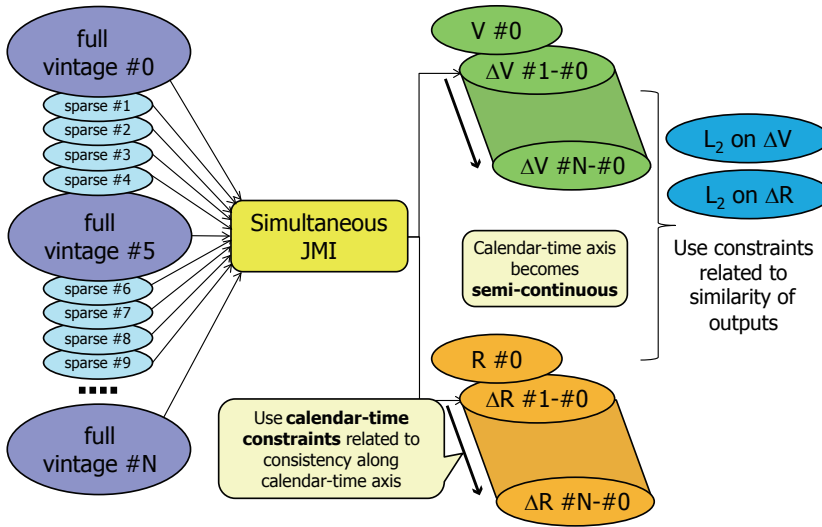 full
vintage #0
sparse #1
sparse #2
sparse #3
sparse #4
full
vintage #5
sparse #6
sparse #7
sparse #8
sparse #9
full
vintage #N
Simultaneous
JMI
V #0
ΔV #1-#0
ΔV #N-#0
Calendar-time axis
becomes
semi-continuous
R #0
ΔR #1-#0
ΔR #N-#0
Use calendar-time
constraints related to
consistency along
calendar-time axis
L₂ on ΔV
L₂ on ΔR
Use constraints
related to
similarity of
outputs